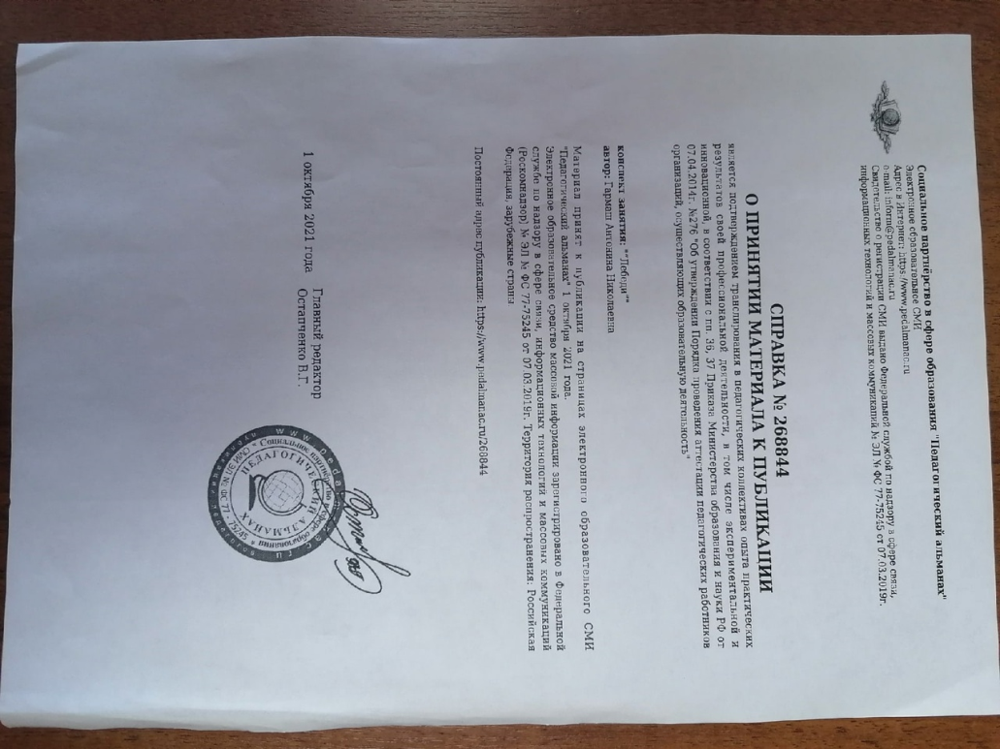 Социальное партнёрство в сфере образования "Педагогический альманах"
Электронное образовательное СМИ
Адрес в Интернет: https://www.pedalmanac.ru
e-mail: inform@pedalmanac.ru
Свидетельство о регистрации СМИ выдано Федеральной службой по надзору в сфере связи,
информационных технологий и массовых коммуникаций № ЭЛ № ФС 77-75245 от 07.03.2019г.
СПРАВКА № 268844
О ПРИНЯТИИ МАТЕРИАЛА К ПУБЛИКАЦИИ
является подтверждением транслирования в педагогических коллективах опыта практических
результатов своей профессиональной деятельности, в том числе экспериментальной и
инновационной, в соответствии с пп. 36, 37 Приказа Министерства образования и науки РФ от
07.04.2014г. №276 "Об утверждении Порядка проведения аттестации педагогических работников
организаций, осуществляющих образовательную деятельность"
конспект занятия: ""Лебеди""
автор: Гармаш Антонина Николаевна
Материал принят к публикации на страницах электронного образовательного СМИ
"Педагогический альманах" 1 октября 2021 года.
Электронное образовательное средство массовой информации зарегистрировано в Федеральной
службе по надзору в сфере связи, информационных технологий и массовых коммуникаций
(Роскомнадзор) № ЭЛ № ФС 77-75245 от 07.03.2019г. Территория распространения: Российская
Федерация, зарубежные страны
Постоянный адрес публикации: https://www.pedalmanac.ru/268844
1 октября 2021 года
Главный редактор
Остапченко В.Г.
ПЕДАГОГИЧЕСКИЙ АЛЬМАНАХ